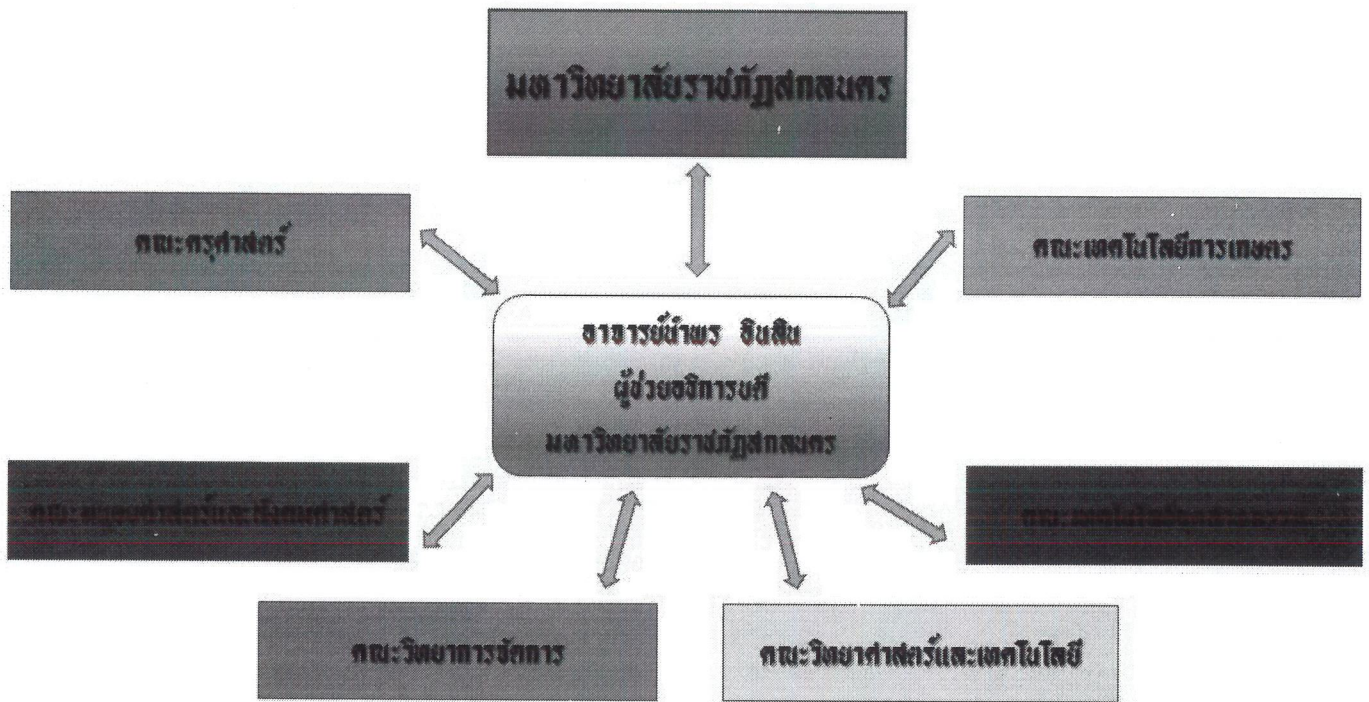 มหาวิทยาลัยราชภัฏสกลนคร
คณะครุศาสตร์
คณะเทคโนโลยีการเกษตร
อาจารย์นำพร อินสิน
ผู้ช่วยอธิการบดี
มหาวิทยาลัยราชภัฏสกลนคร
คณะมนุษยศาสตร์และสังคมศาสตร์
คณะวิทยาการจัดการ
คณะวิทยาศาสตร์และเทคโนโลยี